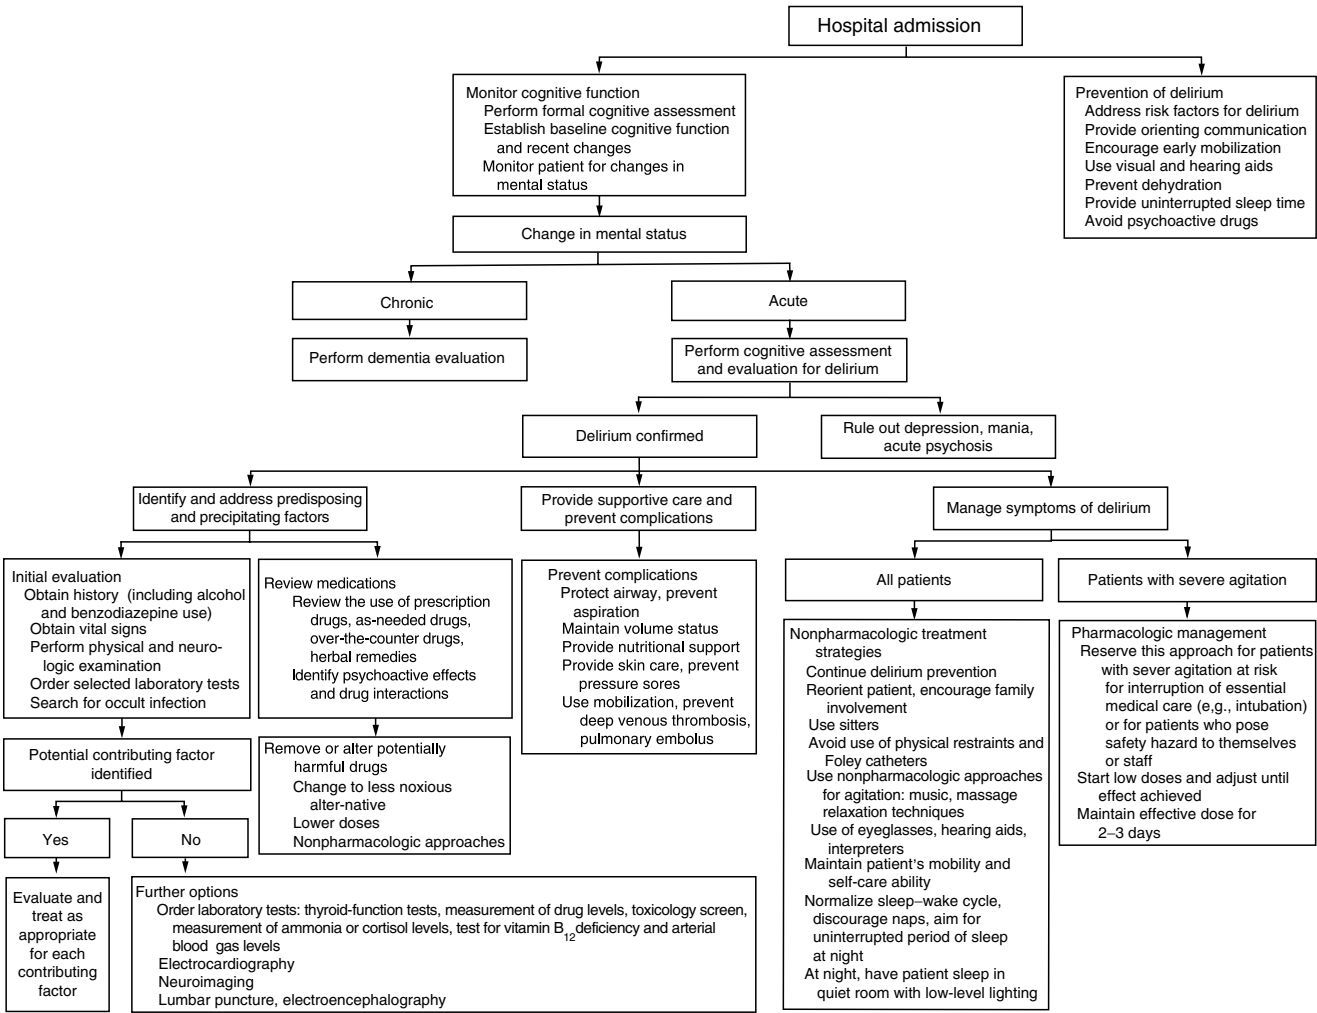 Hospital admission
Monitor cognitive function
Perform formal cognitive assessment
Establish baseline cognitive function
and recent changes
Monitor patient for changes in
mental status
Prevention of delirium
Address risk factors for delirium
Provide orienting communication
Encourage early mobilization
Use visual and hearing aids
Prevent dehydration
Provide uninterrupted sleep time
Avoid psychoactive drugs
Change in mental status
Chronic
Acute
Perform dementia evaluation
Perform cognitive assessment
and evaluation for delirium
Delirium confirmed
Rule out depression, mania,
acute psychosis
Identify and address predisposing
and precipitating factors
Provide supportive care and
prevent complications
Manage symptoms of delirium
Initial evaluation
Obtain history (including alcohol
and benzodiazepine use)
Obtain vital signs
Perform physical and neuro-
logic examination
Order selected laboratory tests
Search for occult infection
Review medications
Review the use of prescription
drugs, as-needed drugs,
over-the-counter drugs,
herbal remedies
Identify psychoactive effects
and drug interactions
Prevent complications
Protect airway, prevent
aspiration
Maintain volume status
Provide nutritional support
Provide skin care, prevent
pressure sores
Use mobilization, prevent
deep venous thrombosis,
pulmonary embolus
All patients
Patients with severe agitation
Nonpharmacologic treatment
strategies
Continue delirium prevention
Reorient patient, encourage family
involvement
Use sitters
Avoid use of physical restraints and
Foley catheters
Use nonpharmacologic approaches
for agitation: music, massage
relaxation techniques
Use of eyeglasses, hearing aids,
interpreters
Maintain patient's mobility and
self-care ability
Normalize sleep–wake cycle,
discourage naps, aim for
uninterrupted period of sleep
at night
At night, have patient sleep in
quiet room with low-level lighting
Pharmacologic management
Reserve this approach for patients
with sever agitation at risk
for interruption of essential
medical care (e,g., intubation)
or for patients who pose
safety hazard to themselves
or staff
Start low doses and adjust until
effect achieved
Maintain effective dose for
2–3 days
Potential contributing factor
identified
Remove or alter potentially
harmful drugs
Change to less noxious
alter-native
Lower doses
Nonpharmacologic approaches
Yes
No
Evaluate and
treat as
appropriate
for each
contributing
factor
Further options
Order laboratory tests: thyroid-function tests, measurement of drug levels, toxicology screen,
measurement of ammonia or cortisol levels, test for vitamin B12 deficiency and arterial
blood gas levels
Electrocardiography
Neuroimaging
Lumbar puncture, electroencephalography